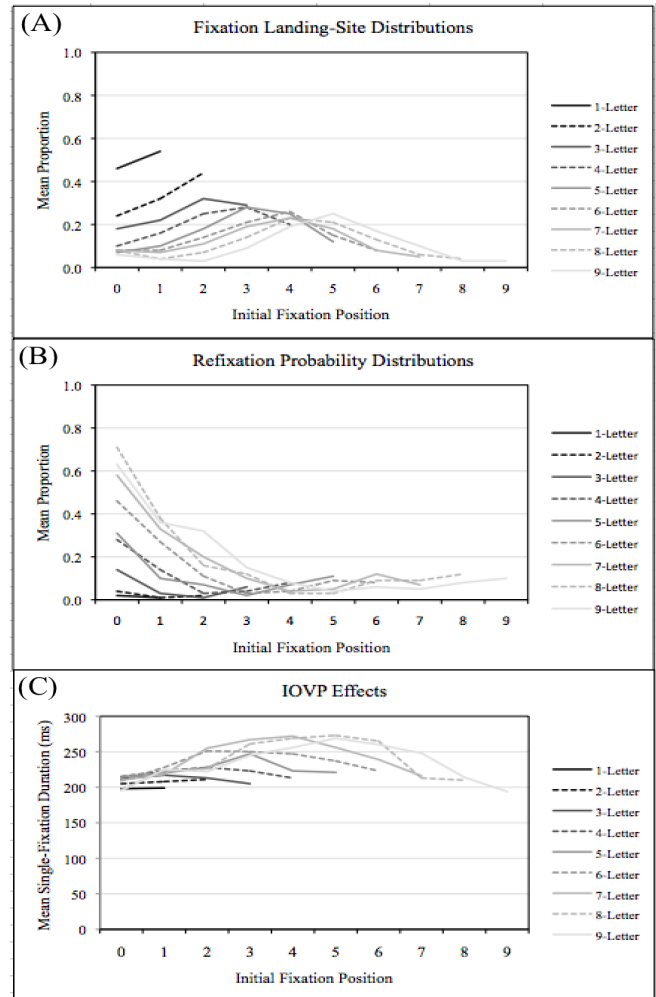 (A)
Fixation Landing-Site Distributions
Mean Proportion
1.0
0.8
0.6
0.4
0.2
0.0
0 1 2 3 4 5 6 7 8 9
Initial Fixation Position
1-Letter
2-Letter
3-Letter
4-Letter
5-Letter
6-Letter
7-Letter
8-Letter
9-Letter
(B)
Refixation Probability Distributions
Mean Proportion
1.0
0.8
0.6
0.4
0.2
0.0
0 1 2 3 4 5 6 7 8 9
Initial Fixation Position
1-Letter
2-Letter
3-Letter
4-Letter
5-Letter
6-Letter
7-Letter
8-Letter
9-Letter
(C)
IOVP Effects
Mean Single-Fixation Duration (ms)
300
250
200
150
100
50
0
0 1 2 3 4 5 6 7 8 9
Initial Fixation Position
1-Letter
2-Letter
3-Letter
4-Letter
5-Letter
6-Letter
7-Letter
8-Letter
9-Letter